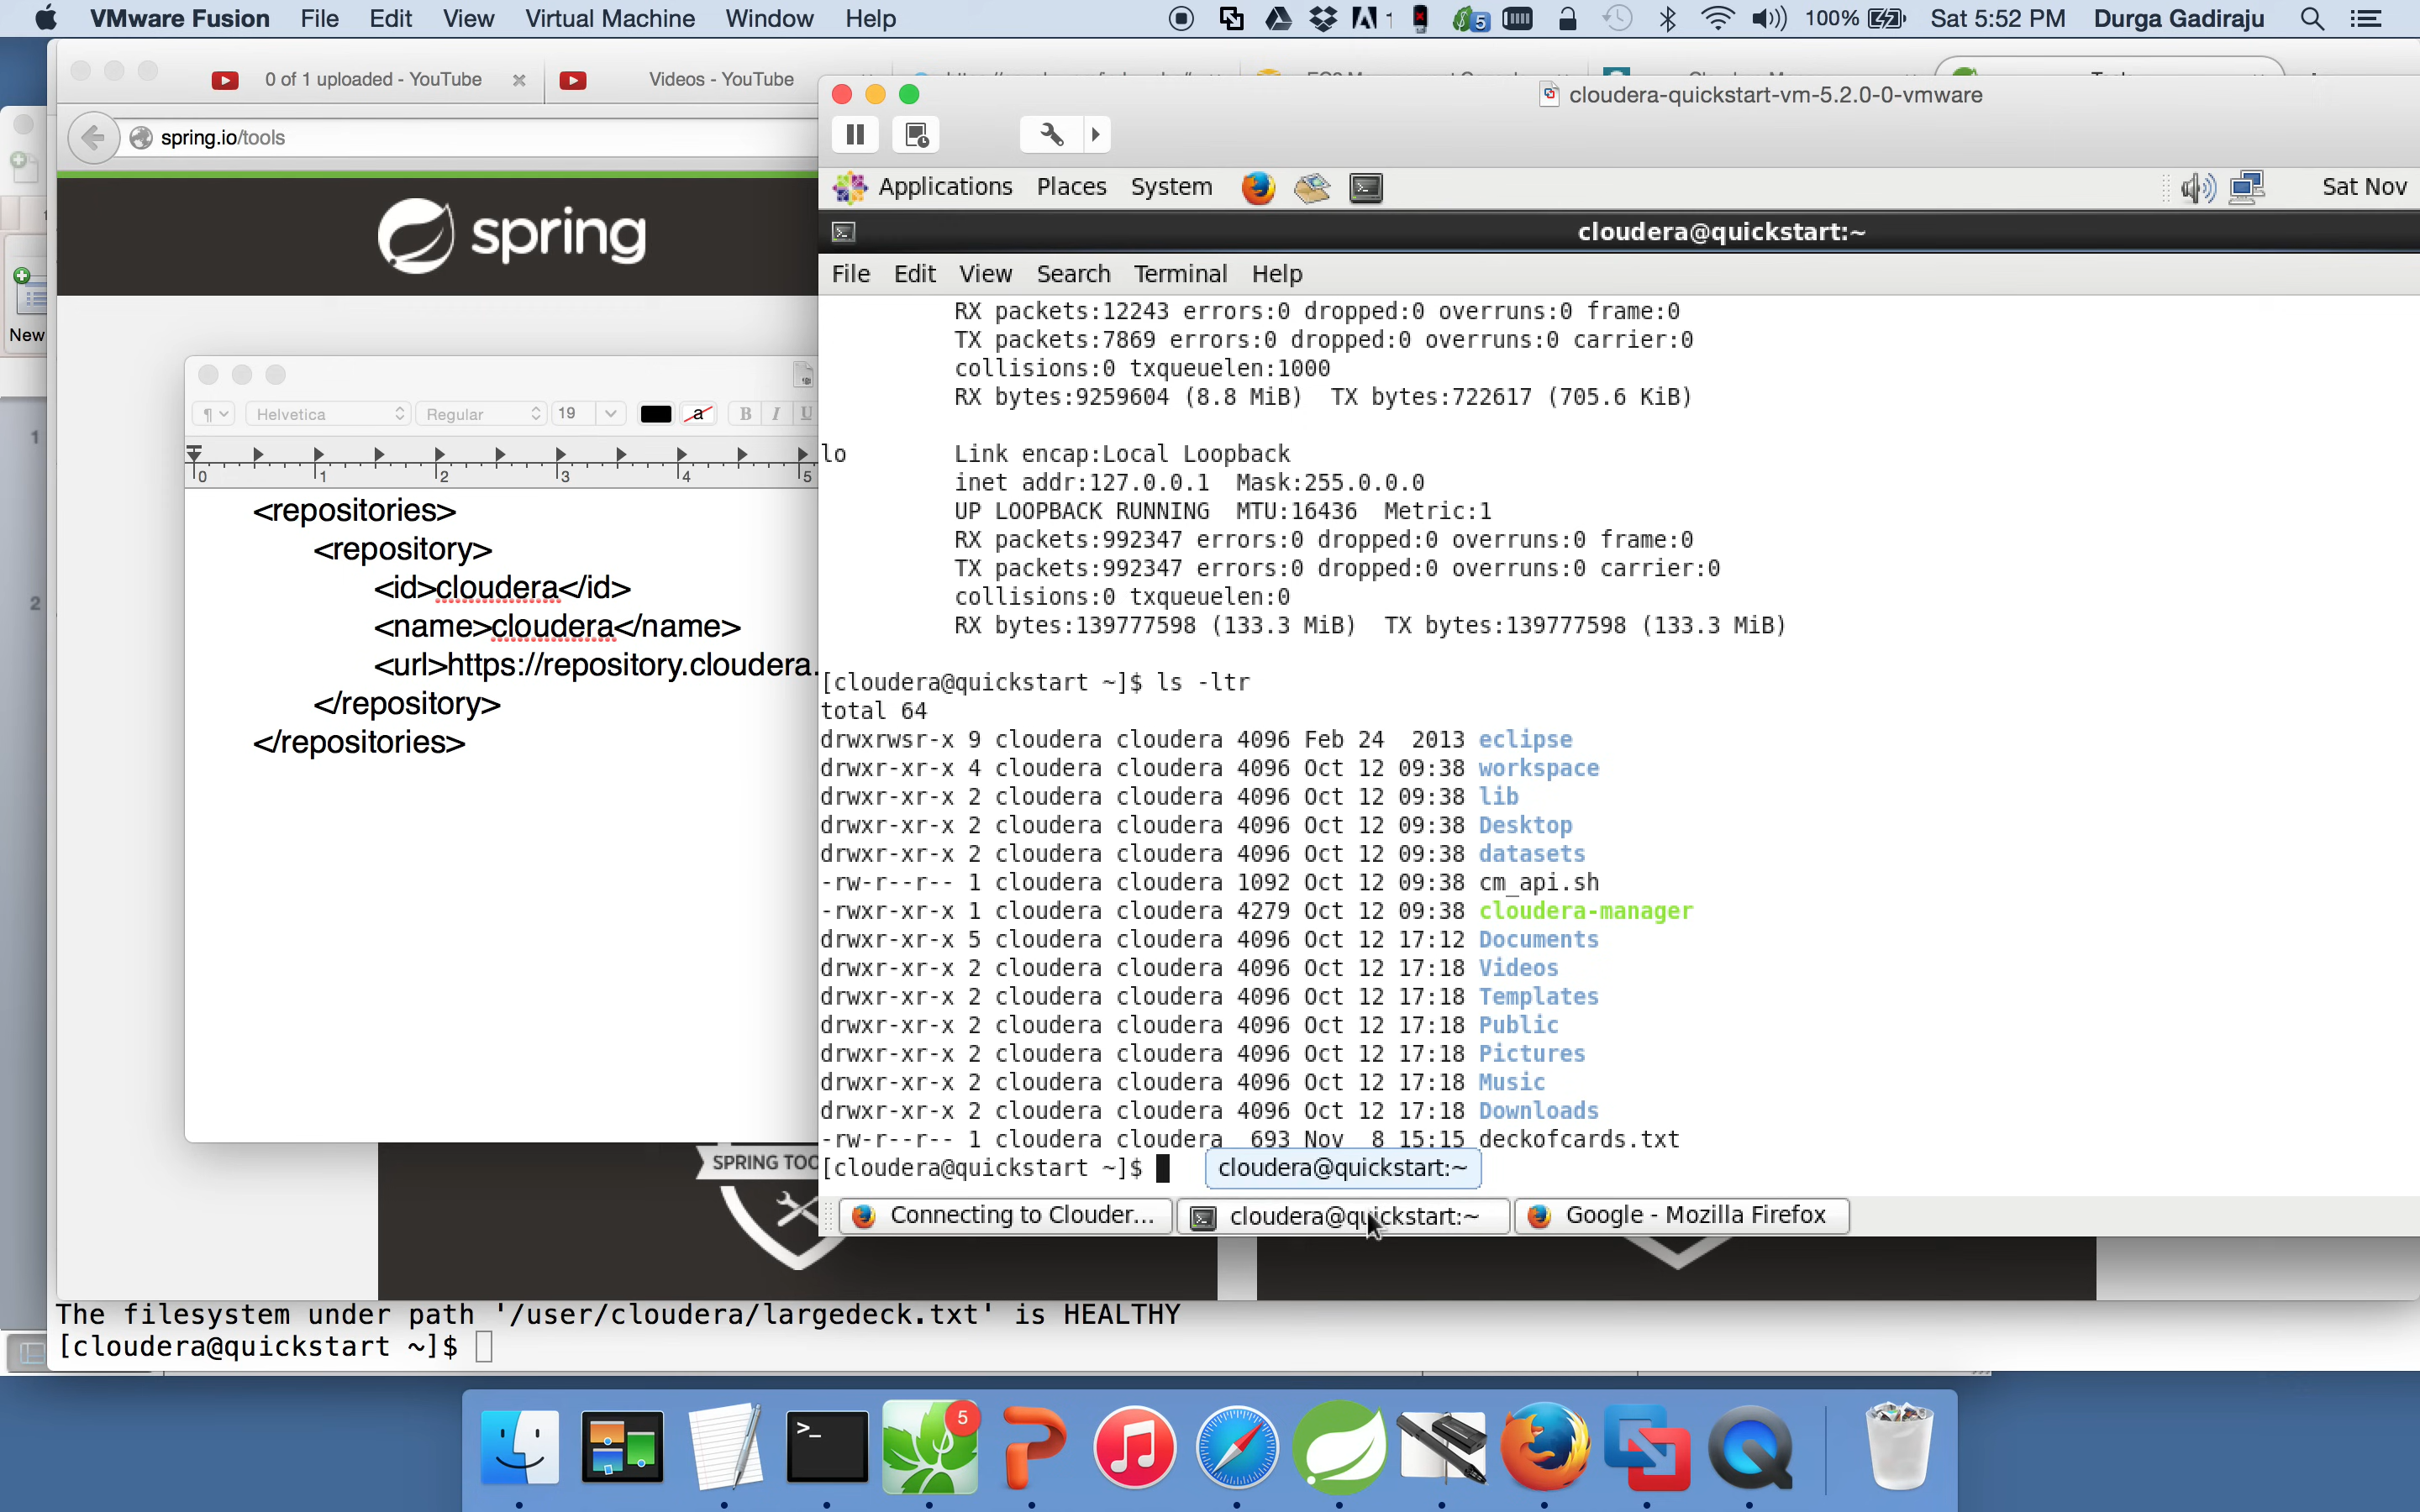 VMware Fusion File Edit View Virtual Machine Window Help 5 100% Sat 5:52 PM Durga Gadiraju
0 of 1 uploaded - YouTube
Videos - YouTube
cloudera-quickstart-vm-5.2.0-0-vmware
spring.io/tools
Applications Places System Sat Nov
spring
cloudera@quickstart:~
File Edit View Search Terminal Help
New
Helvetica Regular 19 a B I U
0 1 2 3 4 5
<repositories>
<repository>
<id>cloudera</id>
<name>cloudera</name>
<url>https://repository.cloudera.
</repository>
</repositories>
1
2
RX packets:12243 errors:0 dropped:0 overruns:0 frame:0
TX packets:7869 errors:0 dropped:0 overruns:0 carrier:0
collisions:0 txqueuelen:1000
RX bytes:9259604 (8.8 MiB) TX bytes:722617 (705.6 KiB)
lo Link encap:Local Loopback
inet addr:127.0.0.1 Mask:255.0.0.0
UP LOOPBACK RUNNING MTU:16436 Metric:1
RX packets:992347 errors:0 dropped:0 overruns:0 frame:0
TX packets:992347 errors:0 dropped:0 overruns:0 carrier:0
collisions:0 txqueuelen:0
RX bytes:139777598 (133.3 MiB) TX bytes:139777598 (133.3 MiB)
[cloudera@quickstart ~]$ ls -ltr
total 64
drwxrwsr-x 9 cloudera cloudera 4096 Feb 24 2013 eclipse
drwxr-xr-x 4 cloudera cloudera 4096 Oct 12 09:38 workspace
drwxr-xr-x 2 cloudera cloudera 4096 Oct 12 09:38 lib
drwxr-xr-x 2 cloudera cloudera 4096 Oct 12 09:38 Desktop
drwxr-xr-x 2 cloudera cloudera 4096 Oct 12 09:38 datasets
-rw-r--r-- 1 cloudera cloudera 1092 Oct 12 09:38 cm_api.sh
-rwxr-xr-x 1 cloudera cloudera 4279 Oct 12 09:38 cloudera-manager
drwxr-xr-x 5 cloudera cloudera 4096 Oct 12 17:12 Documents
drwxr-xr-x 2 cloudera cloudera 4096 Oct 12 17:18 Videos
drwxr-xr-x 2 cloudera cloudera 4096 Oct 12 17:18 Templates
drwxr-xr-x 2 cloudera cloudera 4096 Oct 12 17:18 Public
drwxr-xr-x 2 cloudera cloudera 4096 Oct 12 17:18 Pictures
drwxr-xr-x 2 cloudera cloudera 4096 Oct 12 17:18 Music
drwxr-xr-x 2 cloudera cloudera 4096 Oct 12 17:18 Downloads
-rw-r--r-- 1 cloudera cloudera 693 Nov 8 15:15 deckofcards.txt
[cloudera@quickstart ~]$
cloudera@quickstart:~
SPRING TOO
Connecting to Clouder...
cloudera@quickstart:~
Google - Mozilla Firefox
The filesystem under path '/user/cloudera/largedeck.txt' is HEALTHY
[cloudera@quickstart ~]$
5